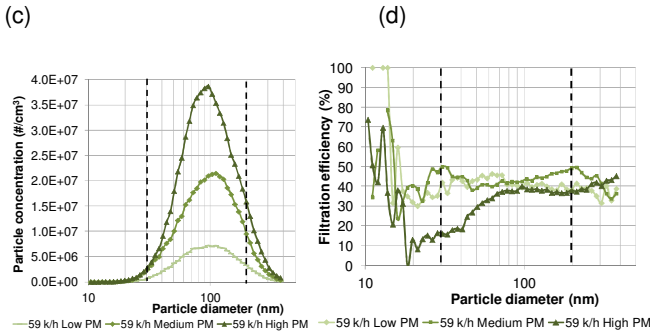 (c)
(d)
Particle concentration (#/cm³)
4.0E+07
3.5E+07
3.0E+07
2.5E+07
2.0E+07
1.5E+07
1.0E+07
5.0E+06
0.0E+00
10
100
Particle diameter (nm)
59 k/h Low PM
59 k/h Medium PM
59 k/h High PM
Filtration efficiency (%)
100
90
80
70
60
50
40
30
20
10
0
10
100
Particle diameter (nm)
59 k/h Low PM
59 k/h Medium PM
59 k/h High PM